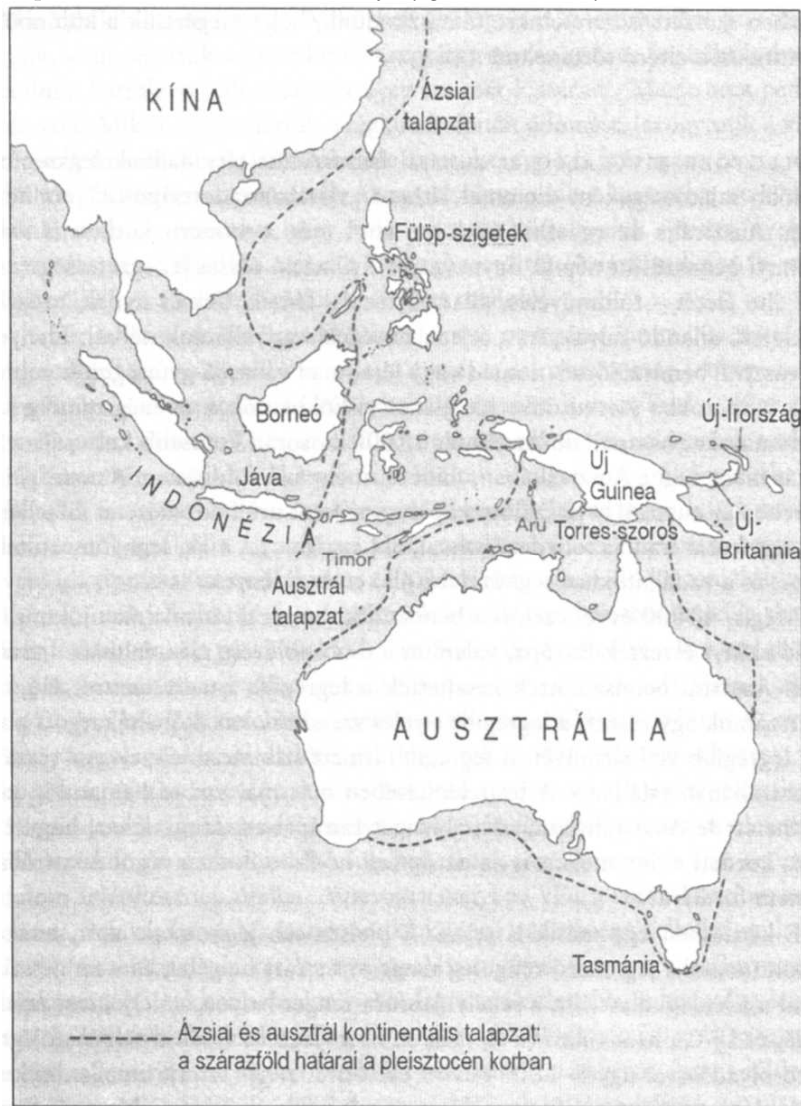 KÍNA
Ázsiai
talapzat
Fülöp-szigetek
Borneó
Új-Írország
Jáva
INDONÉZIA
Új
Guinea
Aru
Torres-szoros
Új-
Britannia
Timor
Ausztrál
talapzat
AUSZTRÁLIA
Tasmánia
Ázsiai és ausztrál kontinentális talapzat:
a szárazföld határai a pleisztocén korban